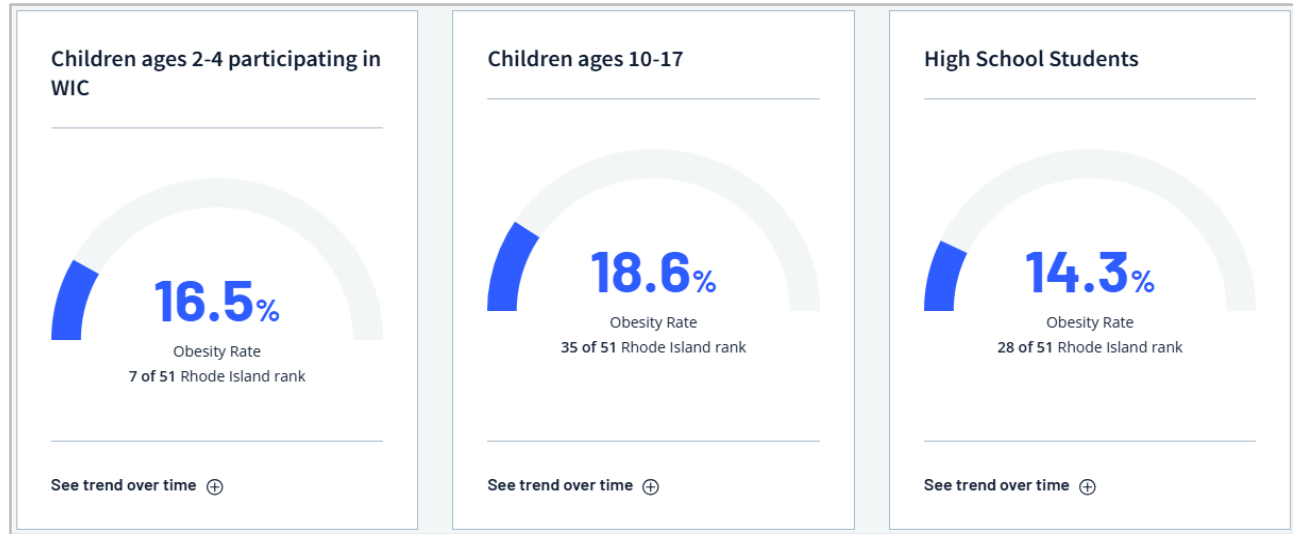 Children ages 2-4 participating in
WIC
16.5%
Obesity Rate
7 of 51 Rhode Island rank
See trend over time
Children ages 10-17
18.6%
Obesity Rate
35 of 51 Rhode Island rank
See trend over time
High School Students
14.3%
Obesity Rate
28 of 51 Rhode Island rank
See trend over time